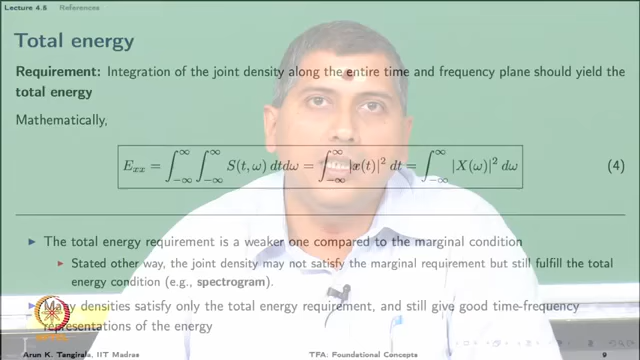 Lecture 4.8 References
Total energy
Requirement: Integration of the joint density along the entire time and frequency plane should yield the
total energy
Mathematically,
E_xx = ∫_{-∞}^{∞} ∫_{-∞}^{∞} S(t, ω) dtdω = ∫_{-∞}^{∞} |x(t)|² dt = ∫_{-∞}^{∞} |X(ω)|² dω (4)
▶ The total energy requirement is a weaker one compared to the marginal condition
▶ Stated other way, the joint density may not satisfy the marginal requirement but still fulfill the total
energy condition (e.g., spectrogram).
▶ Many densities satisfy only the total energy requirement, and still give good time-frequency
representations of the energy
Arun K. Tangirala, IIT Madras TFA: Foundational Concepts 9